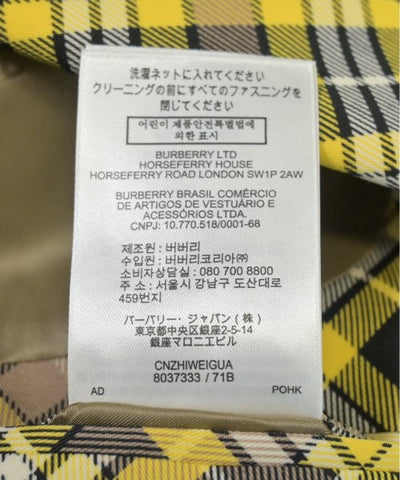 洗濯ネットに入れてください
クリーニングの前にすべてのファスニングを
閉じてください
어린이 제품안전특별법에
의한 표시
BURBERRY LTD
HORSEFERRY HOUSE
HORSEFERRY ROAD LONDON SW1P 2AW
BURBERRY BRASIL COMÉRCIO
DE ARTIGOS DE VESTUÁRIO E
ACESSÓRIOS LTDA.
CNPJ: 10.770.518/0001-68
제조원 : 버버리
수입원 : 버버리코리아㈜
소비자상담실 : 080 700 8800
주 소 : 서울시 강남구 도산대로
459번지
バーバリー・ジャパン (株)
東京都中央区銀座2-5-14
銀座マロニエビル
CNZHIWEIGUA
8037333 / 71B
AD POHK